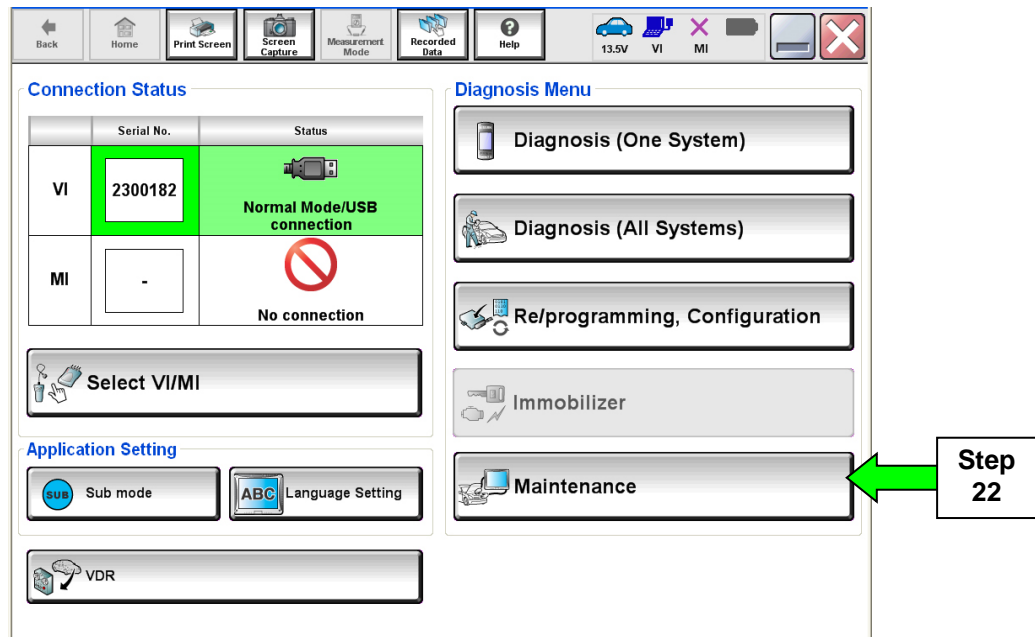 Back
Home
Print Screen
Screen
Capture
Measurement
Mode
Recorded
Data
Help
13.5V
VI
MI
Connection Status
Serial No.
Status
VI
2300182
Normal Mode/USB
connection
MI
-
No connection
Select VI/MI
Application Setting
SUB
Sub mode
ABC
Language Setting
VDR
Diagnosis Menu
Diagnosis (One System)
Diagnosis (All Systems)
Re/programming, Configuration
Immobilizer
Maintenance
Step
22